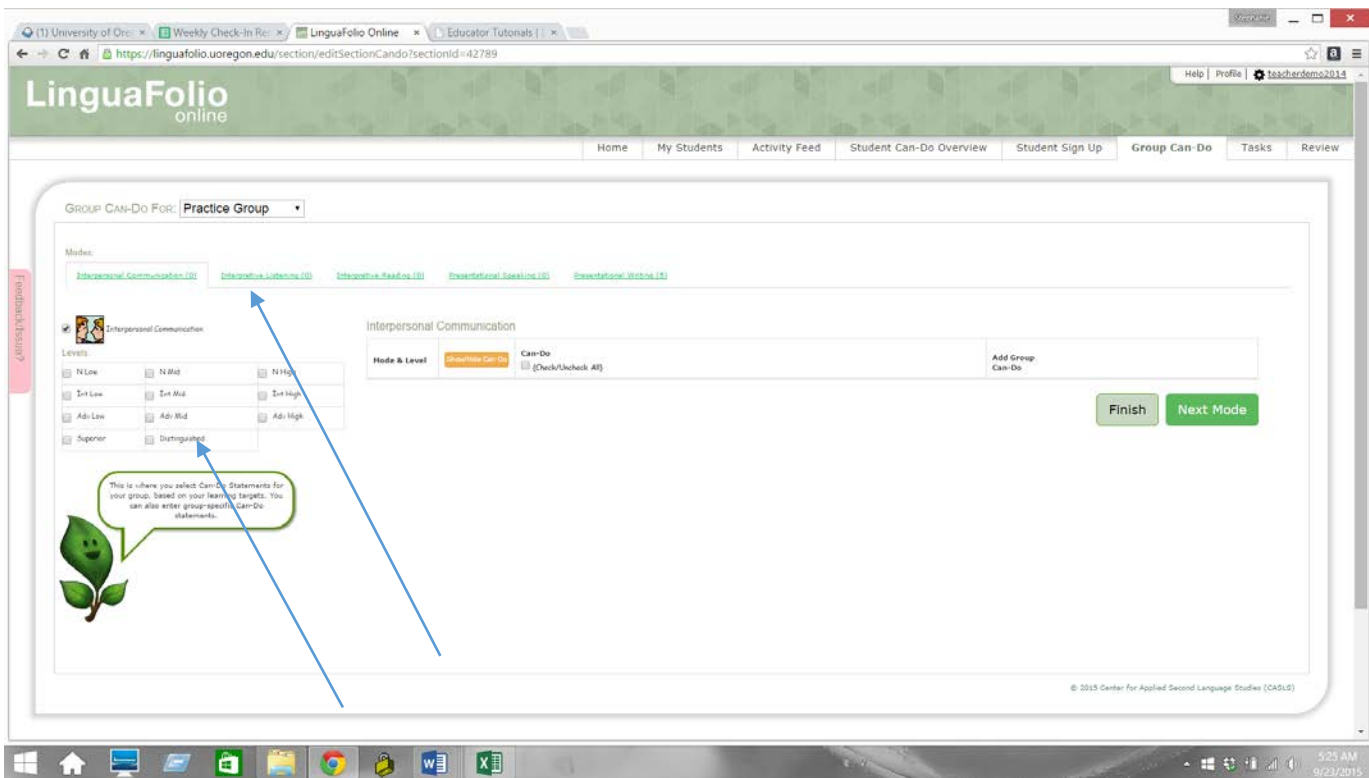 Stephanie
(1) University of Ore
Weekly Check-In Re
LinguaFolio Online
Educator Tutorials |
https://linguafolio.uoregon.edu/section/editSectionCando?sectionId=42789
Help | Profile | teacherdemo2014
LinguaFolio
online
Home My Students Activity Feed Student Can-Do Overview Student Sign Up Group Can-Do Tasks Review
GROUP CAN-DO FOR: Practice Group
Modes:
Interpersonal Communication (0) Interpretive Listening (0) Interpretive Reading (0) Presentational Speaking (0) Presentational Writing (5)
Feedback/Issue?
Interpersonal Communication
Levels
N Low N Mid N High
Int Low Int Mid Int High
Adv Low Adv Mid Adv High
Superior Distinguished
Interpersonal Communication
Mode & Level Show/Hide Can-Do Can-Do Add Group
(Check/Uncheck All) Can-Do
Finish Next Mode
This is where you select Can-Do Statements for
your group, based on your learning targets. You
can also enter group-specific Can-Do
statements.
© 2015 Center for Applied Second Language Studies (CASLS)
5:25 AM
9/23/2015